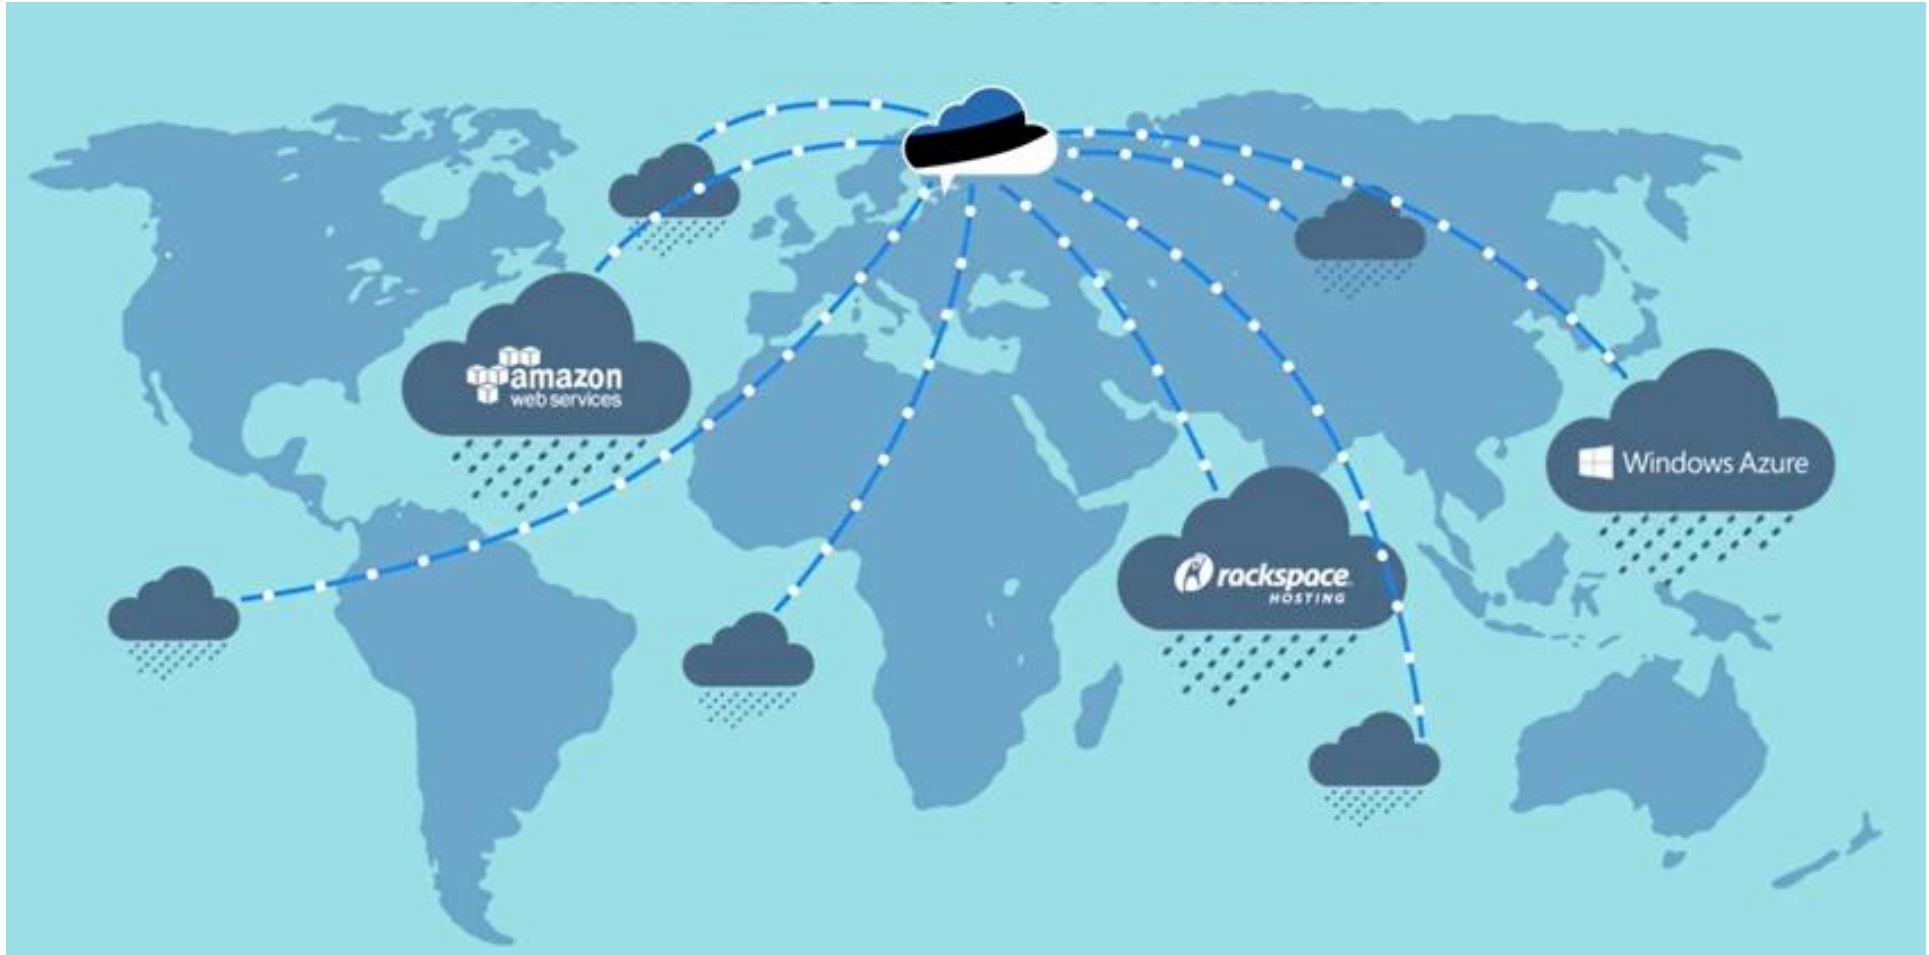 amazon
web services
Windows Azure
rackspace
HOSTING